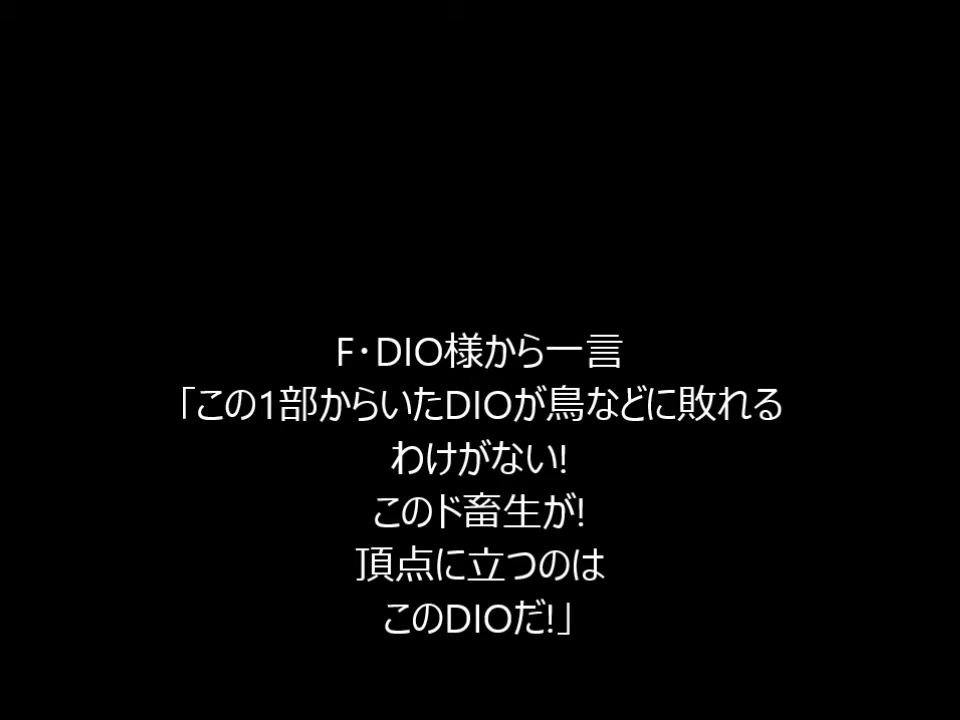 F･DIO様から一言
「この1部からいたDIOが鳥などに敗れる
わけがない!
このド畜生が!
頂点に立つのは
このDIOだ!」